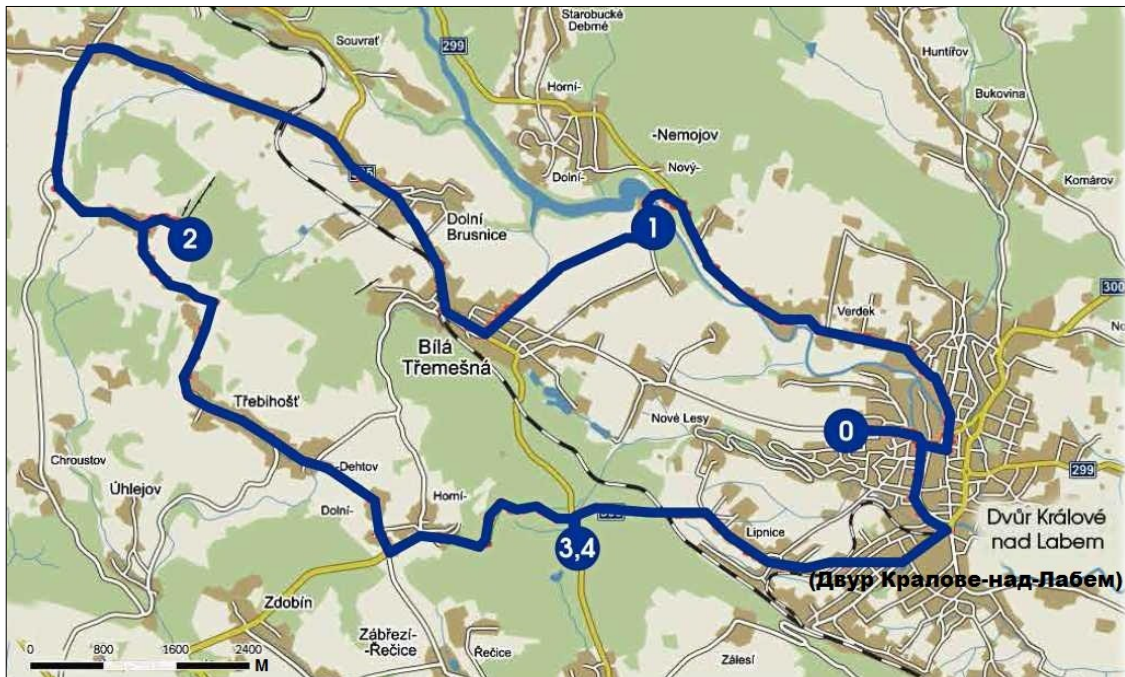 Starobucké
Debrné
Souvrať
299
Huntířov
Horní-
Bukovina
-Nemojov
Dolní-
Nový-
Komárov
Dolní
Brusnice
1
2
300
Verdek
Bílá
Třemešná
Třebihošť
Nové Lesy
0
Chroustov
Úhlejov
-Dehtov
Dolní-
Horní-
299
Lipnice
Dvůr Králové
nad Labem
3,4
(Двур Кралове-над-Лабем)
Zdobín
Zábřezí-
-Řečice
Řečice
Zálesí
0 800 1600 2400 М